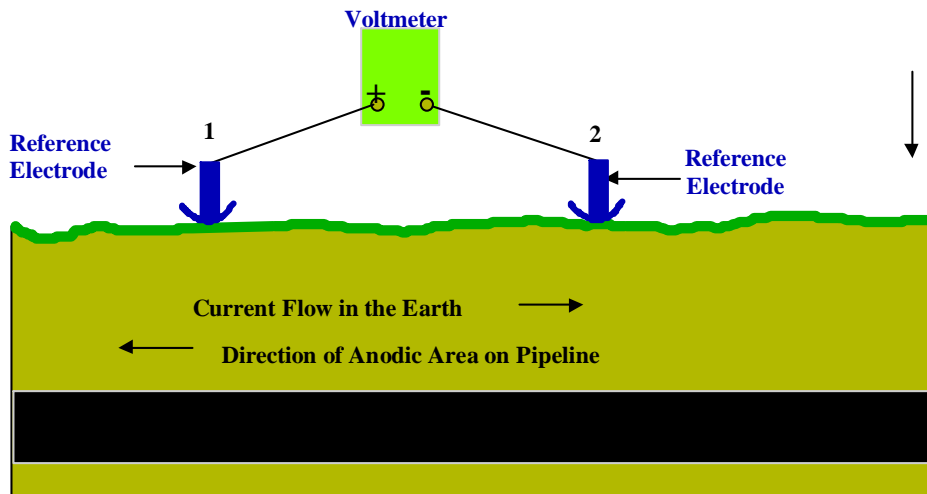 Voltmeter
+ -
1
2
Reference
Electrode
Reference
Electrode
Current Flow in the Earth
Direction of Anodic Area on Pipeline